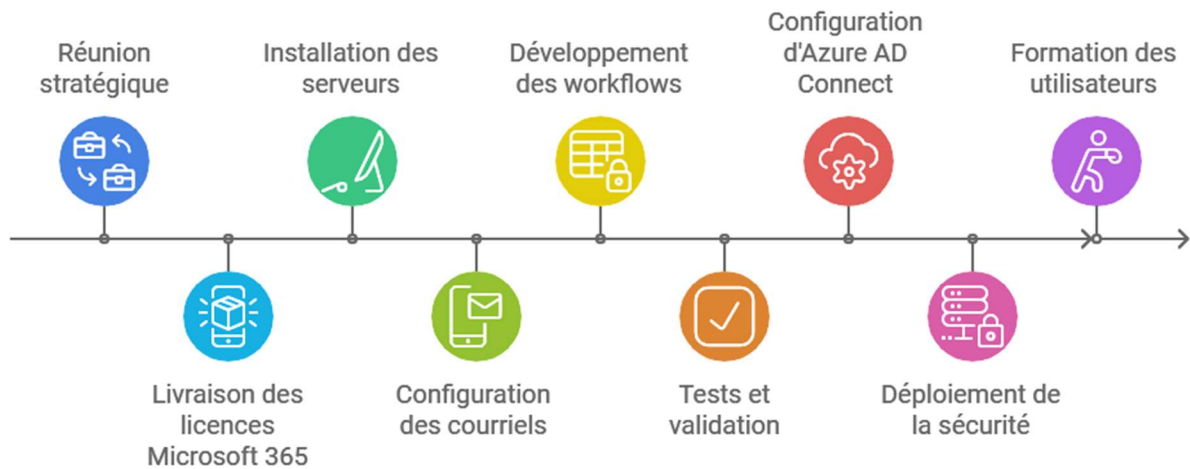 Réunion
stratégique
Livraison des
licences
Microsoft 365
Installation des
serveurs
Configuration
des courriels
Développement
des workflows
Tests et
validation
Configuration
d'Azure AD
Connect
Déploiement de
la sécurité
Formation des
utilisateurs